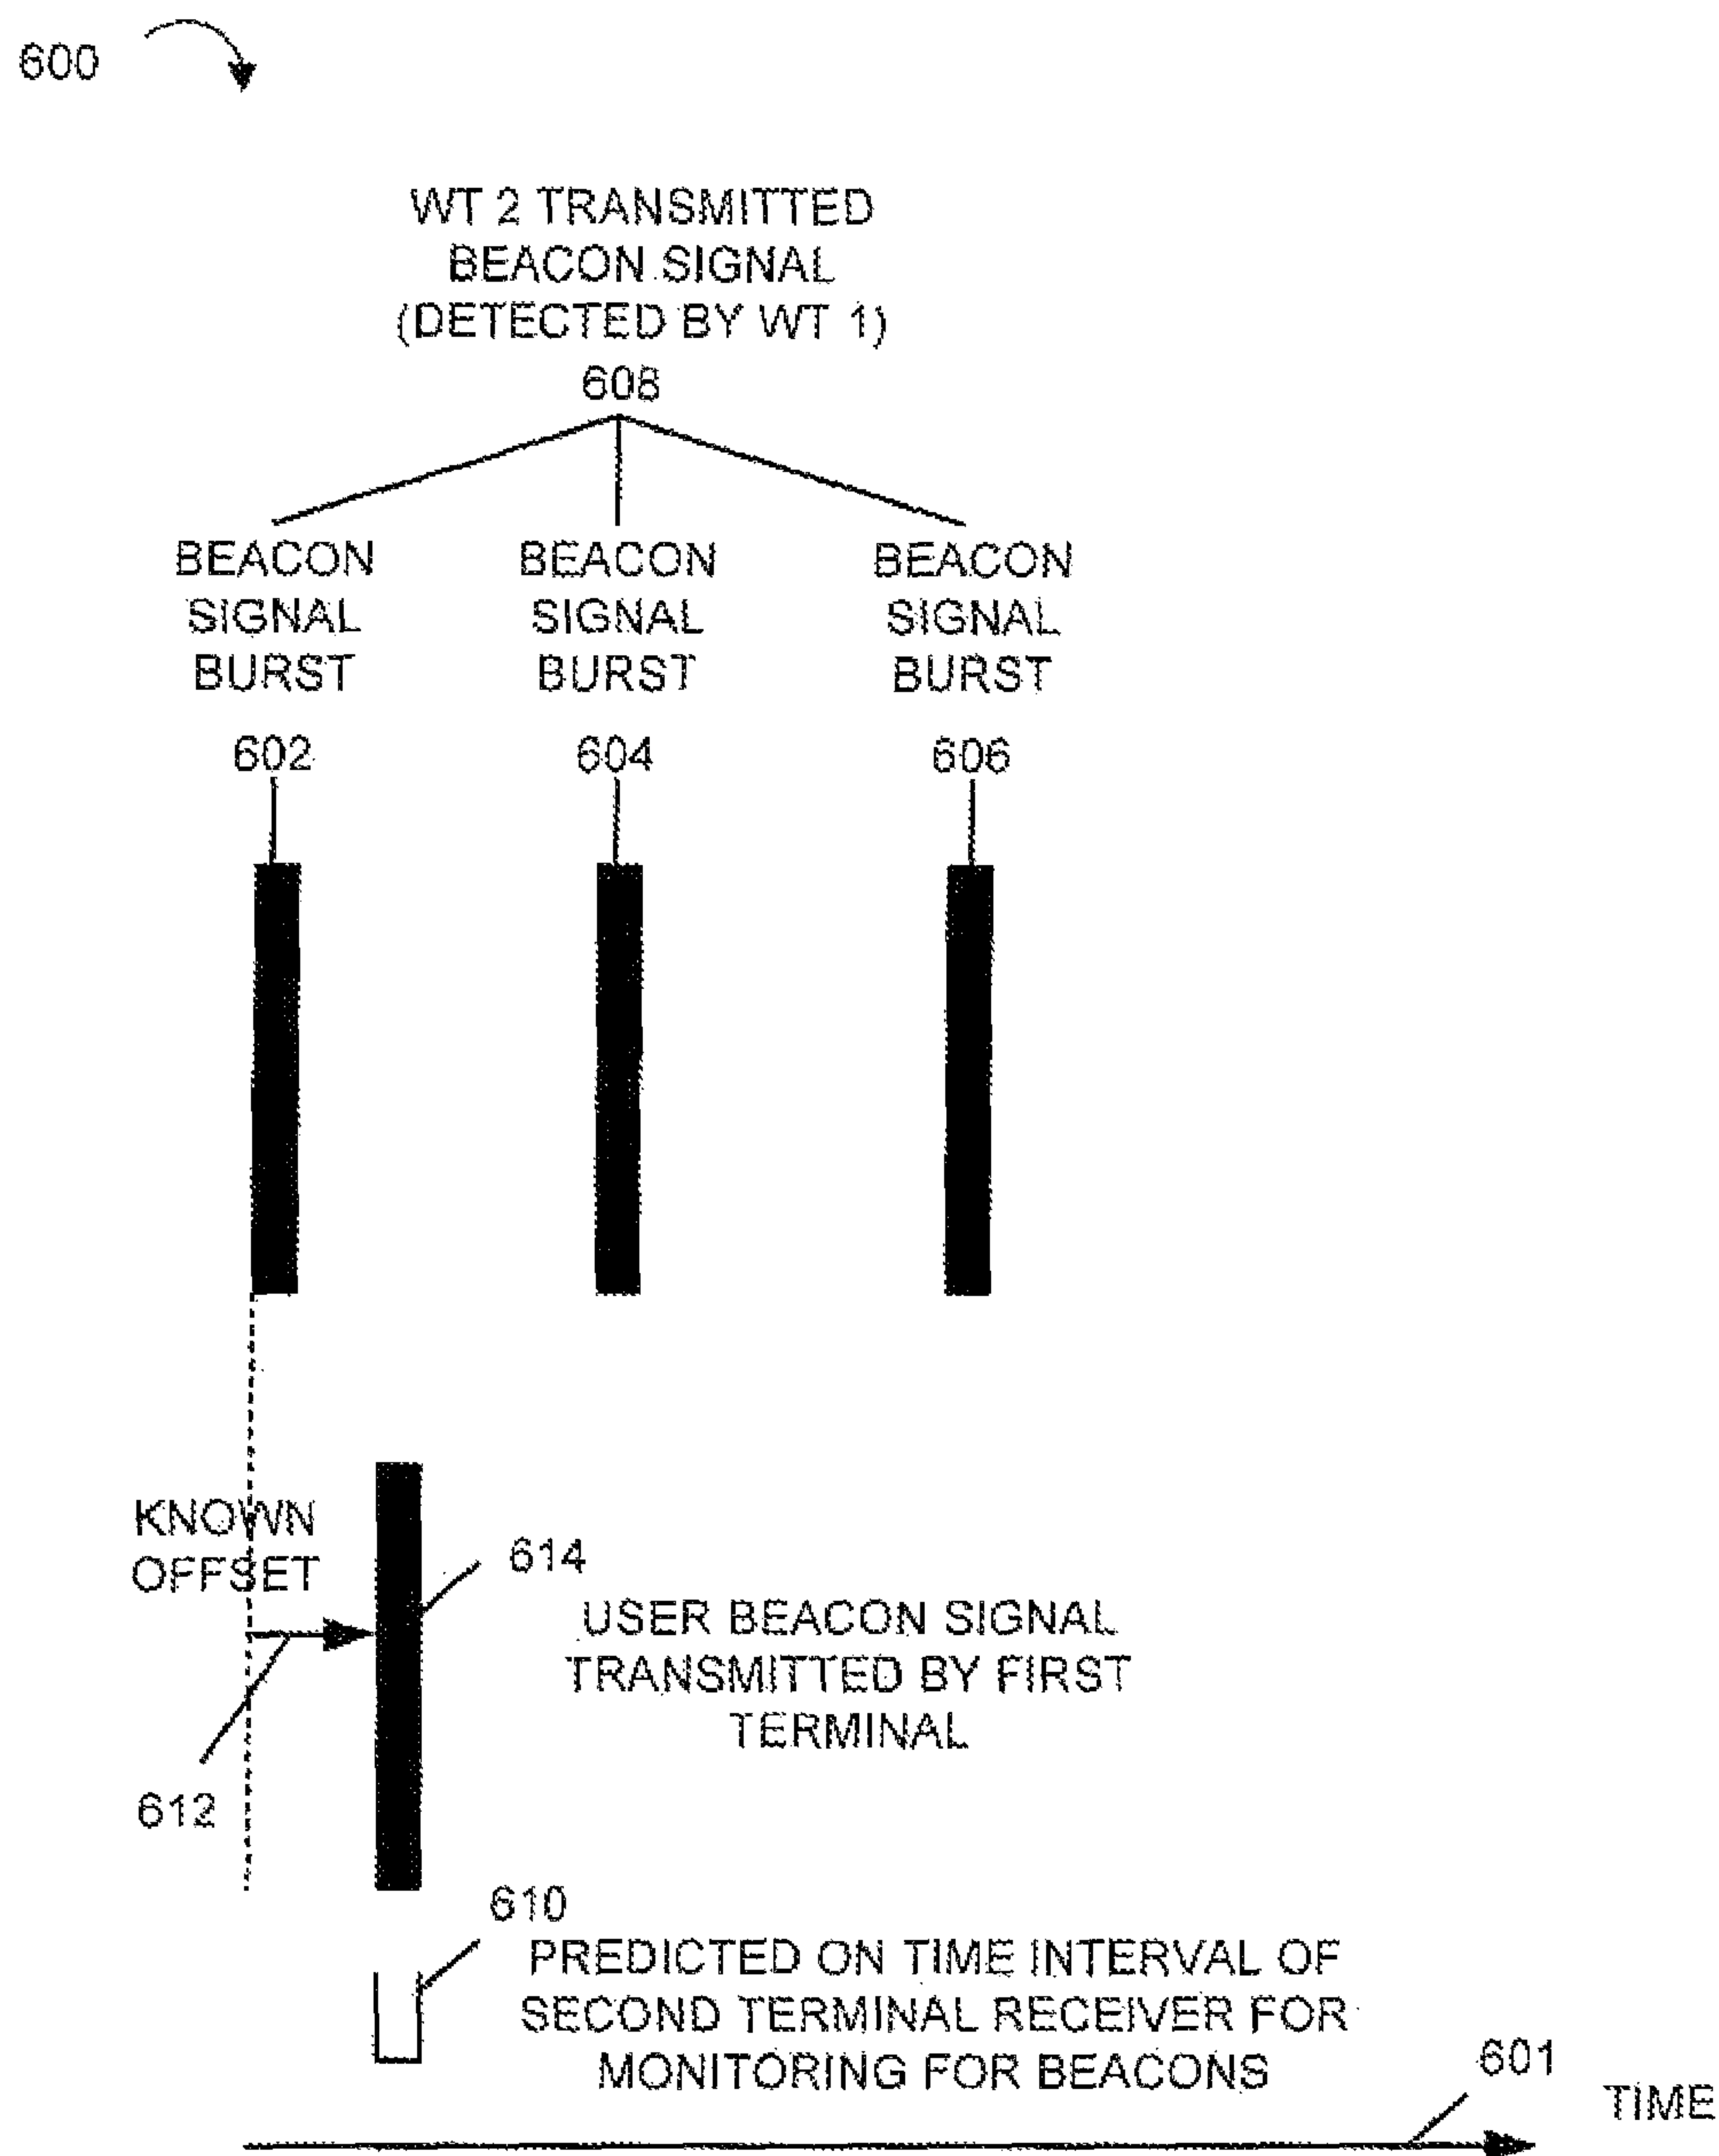 600
WT 2 TRANSMITTED
BEACON SIGNAL
(DETECTED BY WT 1)
608
BEACON
SIGNAL
BURST
602
BEACON
SIGNAL
BURST
604
BEACON
SIGNAL
BURST
606
KNOWN
OFFSET
612
614
USER BEACON SIGNAL
TRANSMITTED BY FIRST
TERMINAL
610
PREDICTED ON TIME INTERVAL OF
SECOND TERMINAL RECEIVER FOR
MONITORING FOR BEACONS
601
TIME